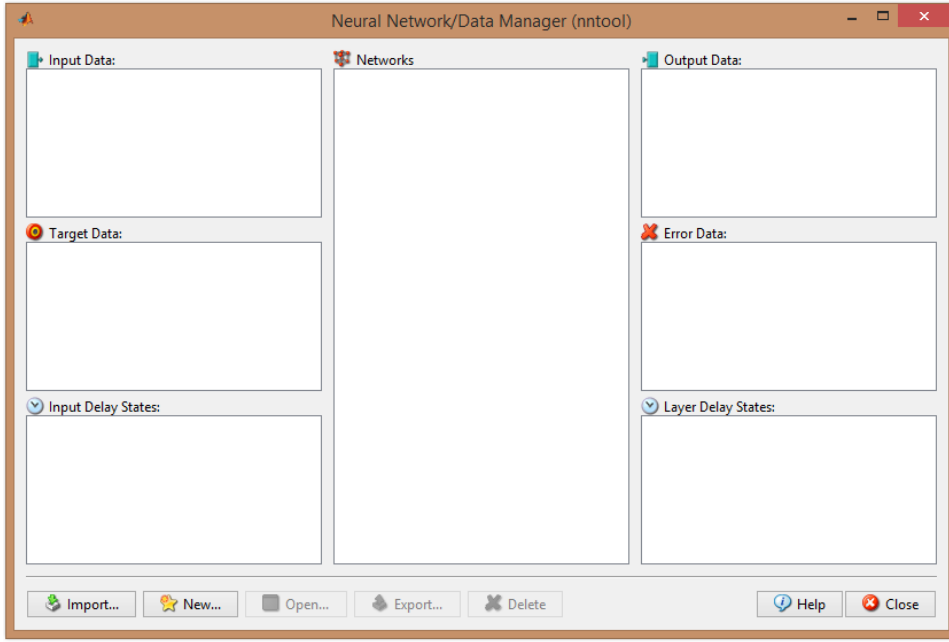 Neural Network/Data Manager (nntool)
Input Data:
Networks
Output Data:
Target Data:
Error Data:
Input Delay States:
Layer Delay States:
Import...
New...
Open...
Export...
Delete
Help
Close